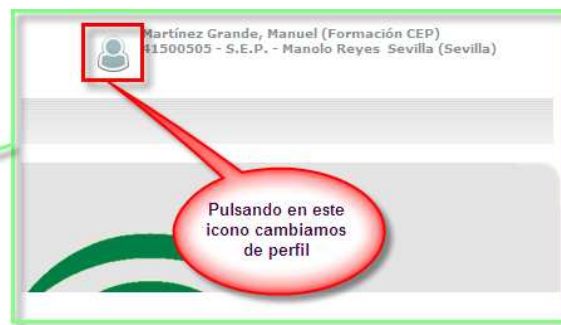 Martínez Grande, Manuel (Formación CEP)
41500505 - S.E.P. - Manolo Reyes Sevilla (Sevilla)
Pulsando en este
icono cambiamos
de perfil